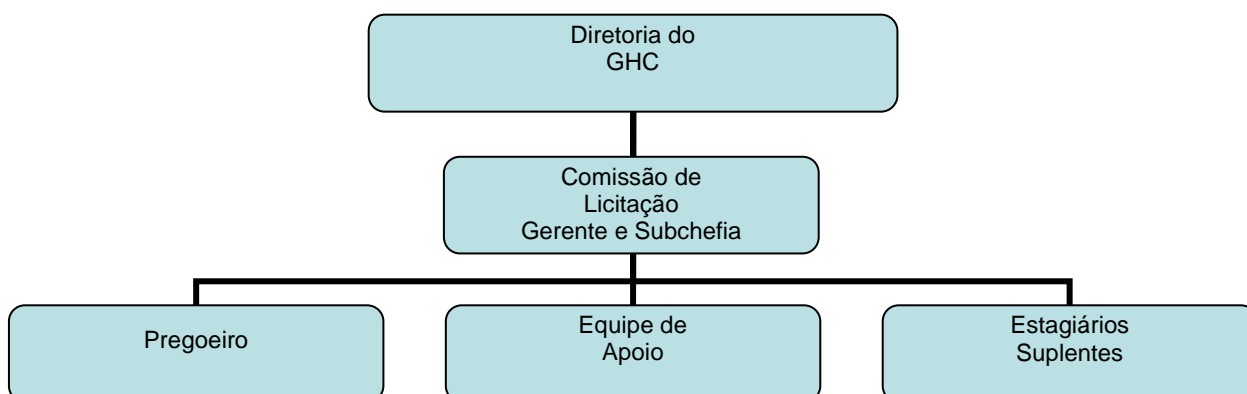 Diretoria do
GHC
Comissão de
Licitação
Gerente e Subchefia
Pregoeiro
Equipe de
Apoio
Estagiários
Suplentes